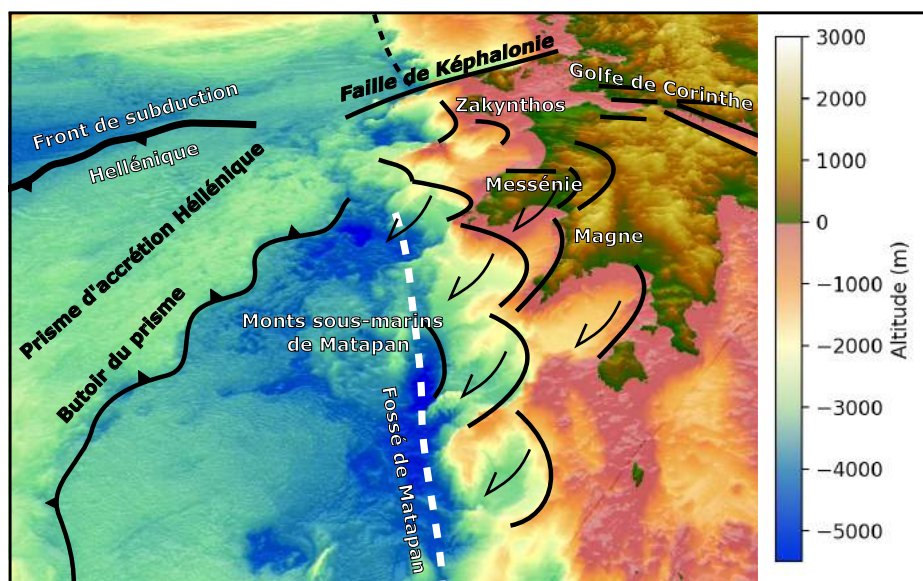 Faille de Képhalonie
Golfe de Corinthe
Zakynthos
Front de subduction
Hellénique
Messénie
Magne
Prisme d'accrétion Héllénique
Butoir du prisme
Monts sous-marins
de Matapan
Fossé de Matapan
3000
2000
1000
0
−1000
−2000
−3000
−4000
−5000
Altitude (m)